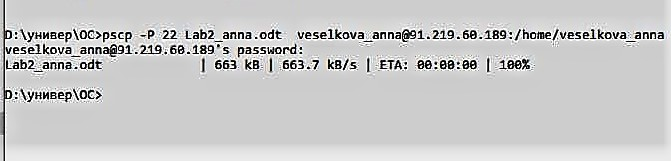 D:\универ\ОС>pscp -P 22 Lab2_anna.odt  veselkova_anna@91.219.60.189:/home/veselkova_anna
veselkova_anna@91.219.60.189's password:
Lab2_anna.odt             | 663 kB | 663.7 kB/s | ETA: 00:00:00 | 100%
D:\универ\ОС>